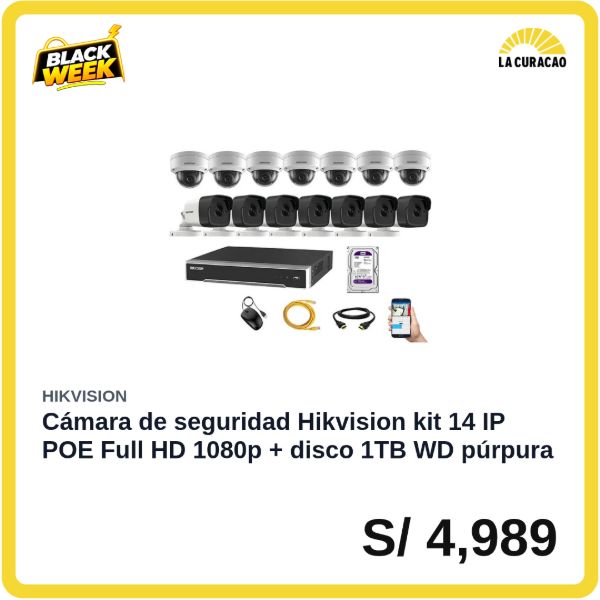 BLACK
WEEK
LA CURACAO
HIKVISION
Cámara de seguridad Hikvision kit 14 IP
POE Full HD 1080p + disco 1TB WD púrpura
S/ 4,989